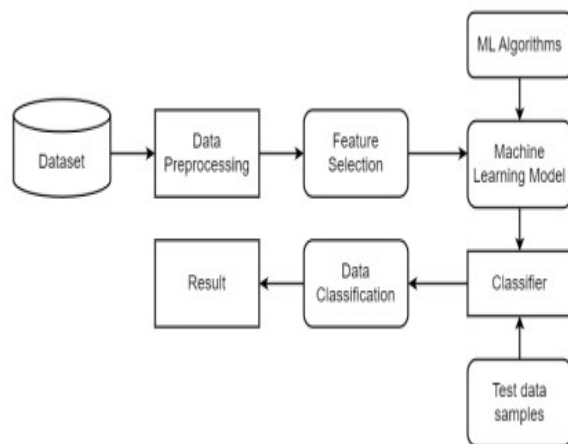 ML Algorithms
Dataset
Data
Preprocessing
Feature
Selection
Machine
Learning Model
Result
Data
Classification
Classifier
Test data
samples